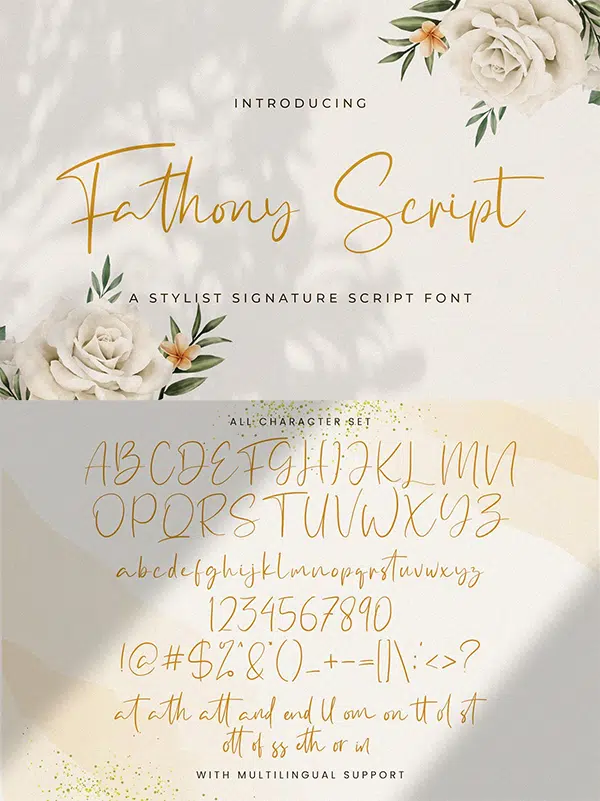 INTRODUCING
Fathony Script
A STYLIST SIGNATURE SCRIPT FONT
ALL CHARACTER SET
ABCDEFGHIJKLMN
OPQRSTUVWXYZ
abcdefghijklmnopqrstuvwxyz
1234567890
!@#$%^&*()_+-=[]|\:'<>?
at ath att and end ll om on tt ol st
ott of ss eth or in
WITH MULTILINGUAL SUPPORT